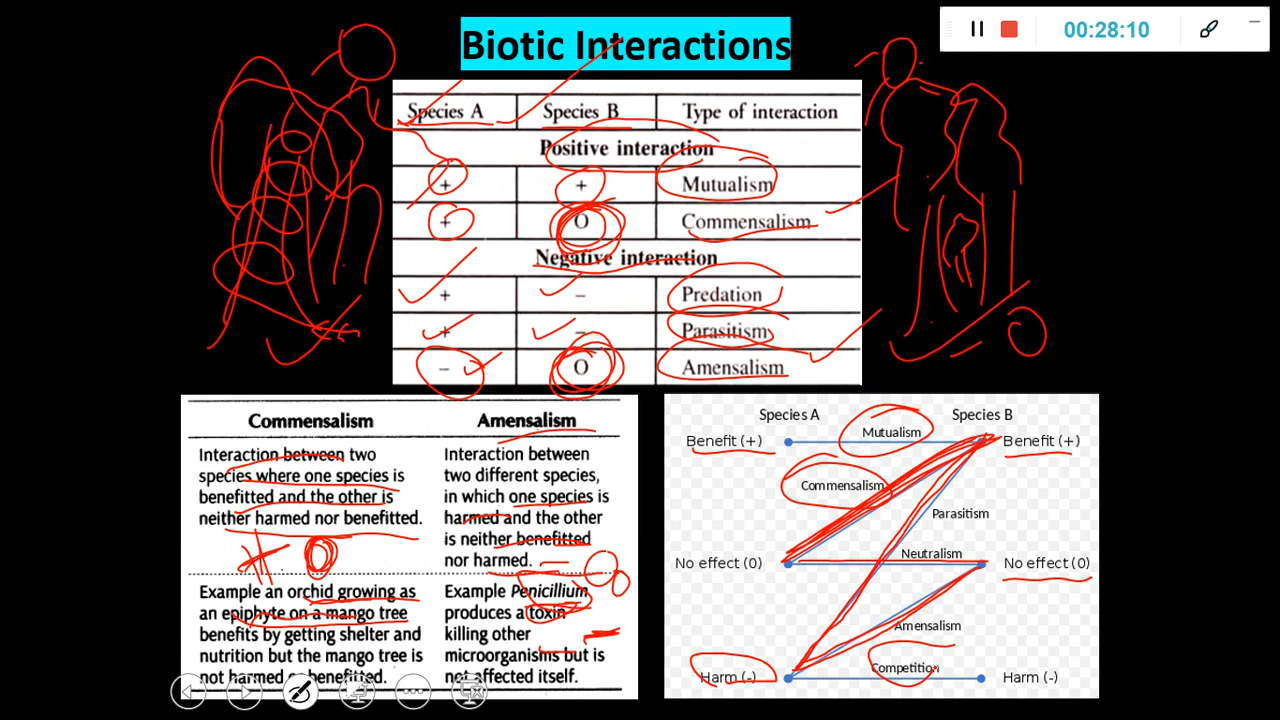 Biotic Interactions
00:28:10
Species A Species B Type of interaction
Positive interaction
+ + Mutualism
+ O Commensalism
Negative interaction
+ − Predation
+ − Parasitism
− O Amensalism
Commensalism
Interaction between two
species where one species is
benefitted and the other is
neither harmed nor benefitted.
Example an orchid growing as
an epiphyte on a mango tree
benefits by getting shelter and
nutrition but the mango tree is
not harmed or benefitted.
Amensalism
Interaction between
two different species,
in which one species is
harmed and the other
is neither benefitted
nor harmed.
Example Penicillium
produces a toxin
killing other
microorganisms but is
not affected itself.
Species A Species B
Benefit (+) Mutualism Benefit (+)
Commensalism
Parasitism
No effect (0) Neutralism No effect (0)
Amensalism
Harm (-) Competition Harm (-)